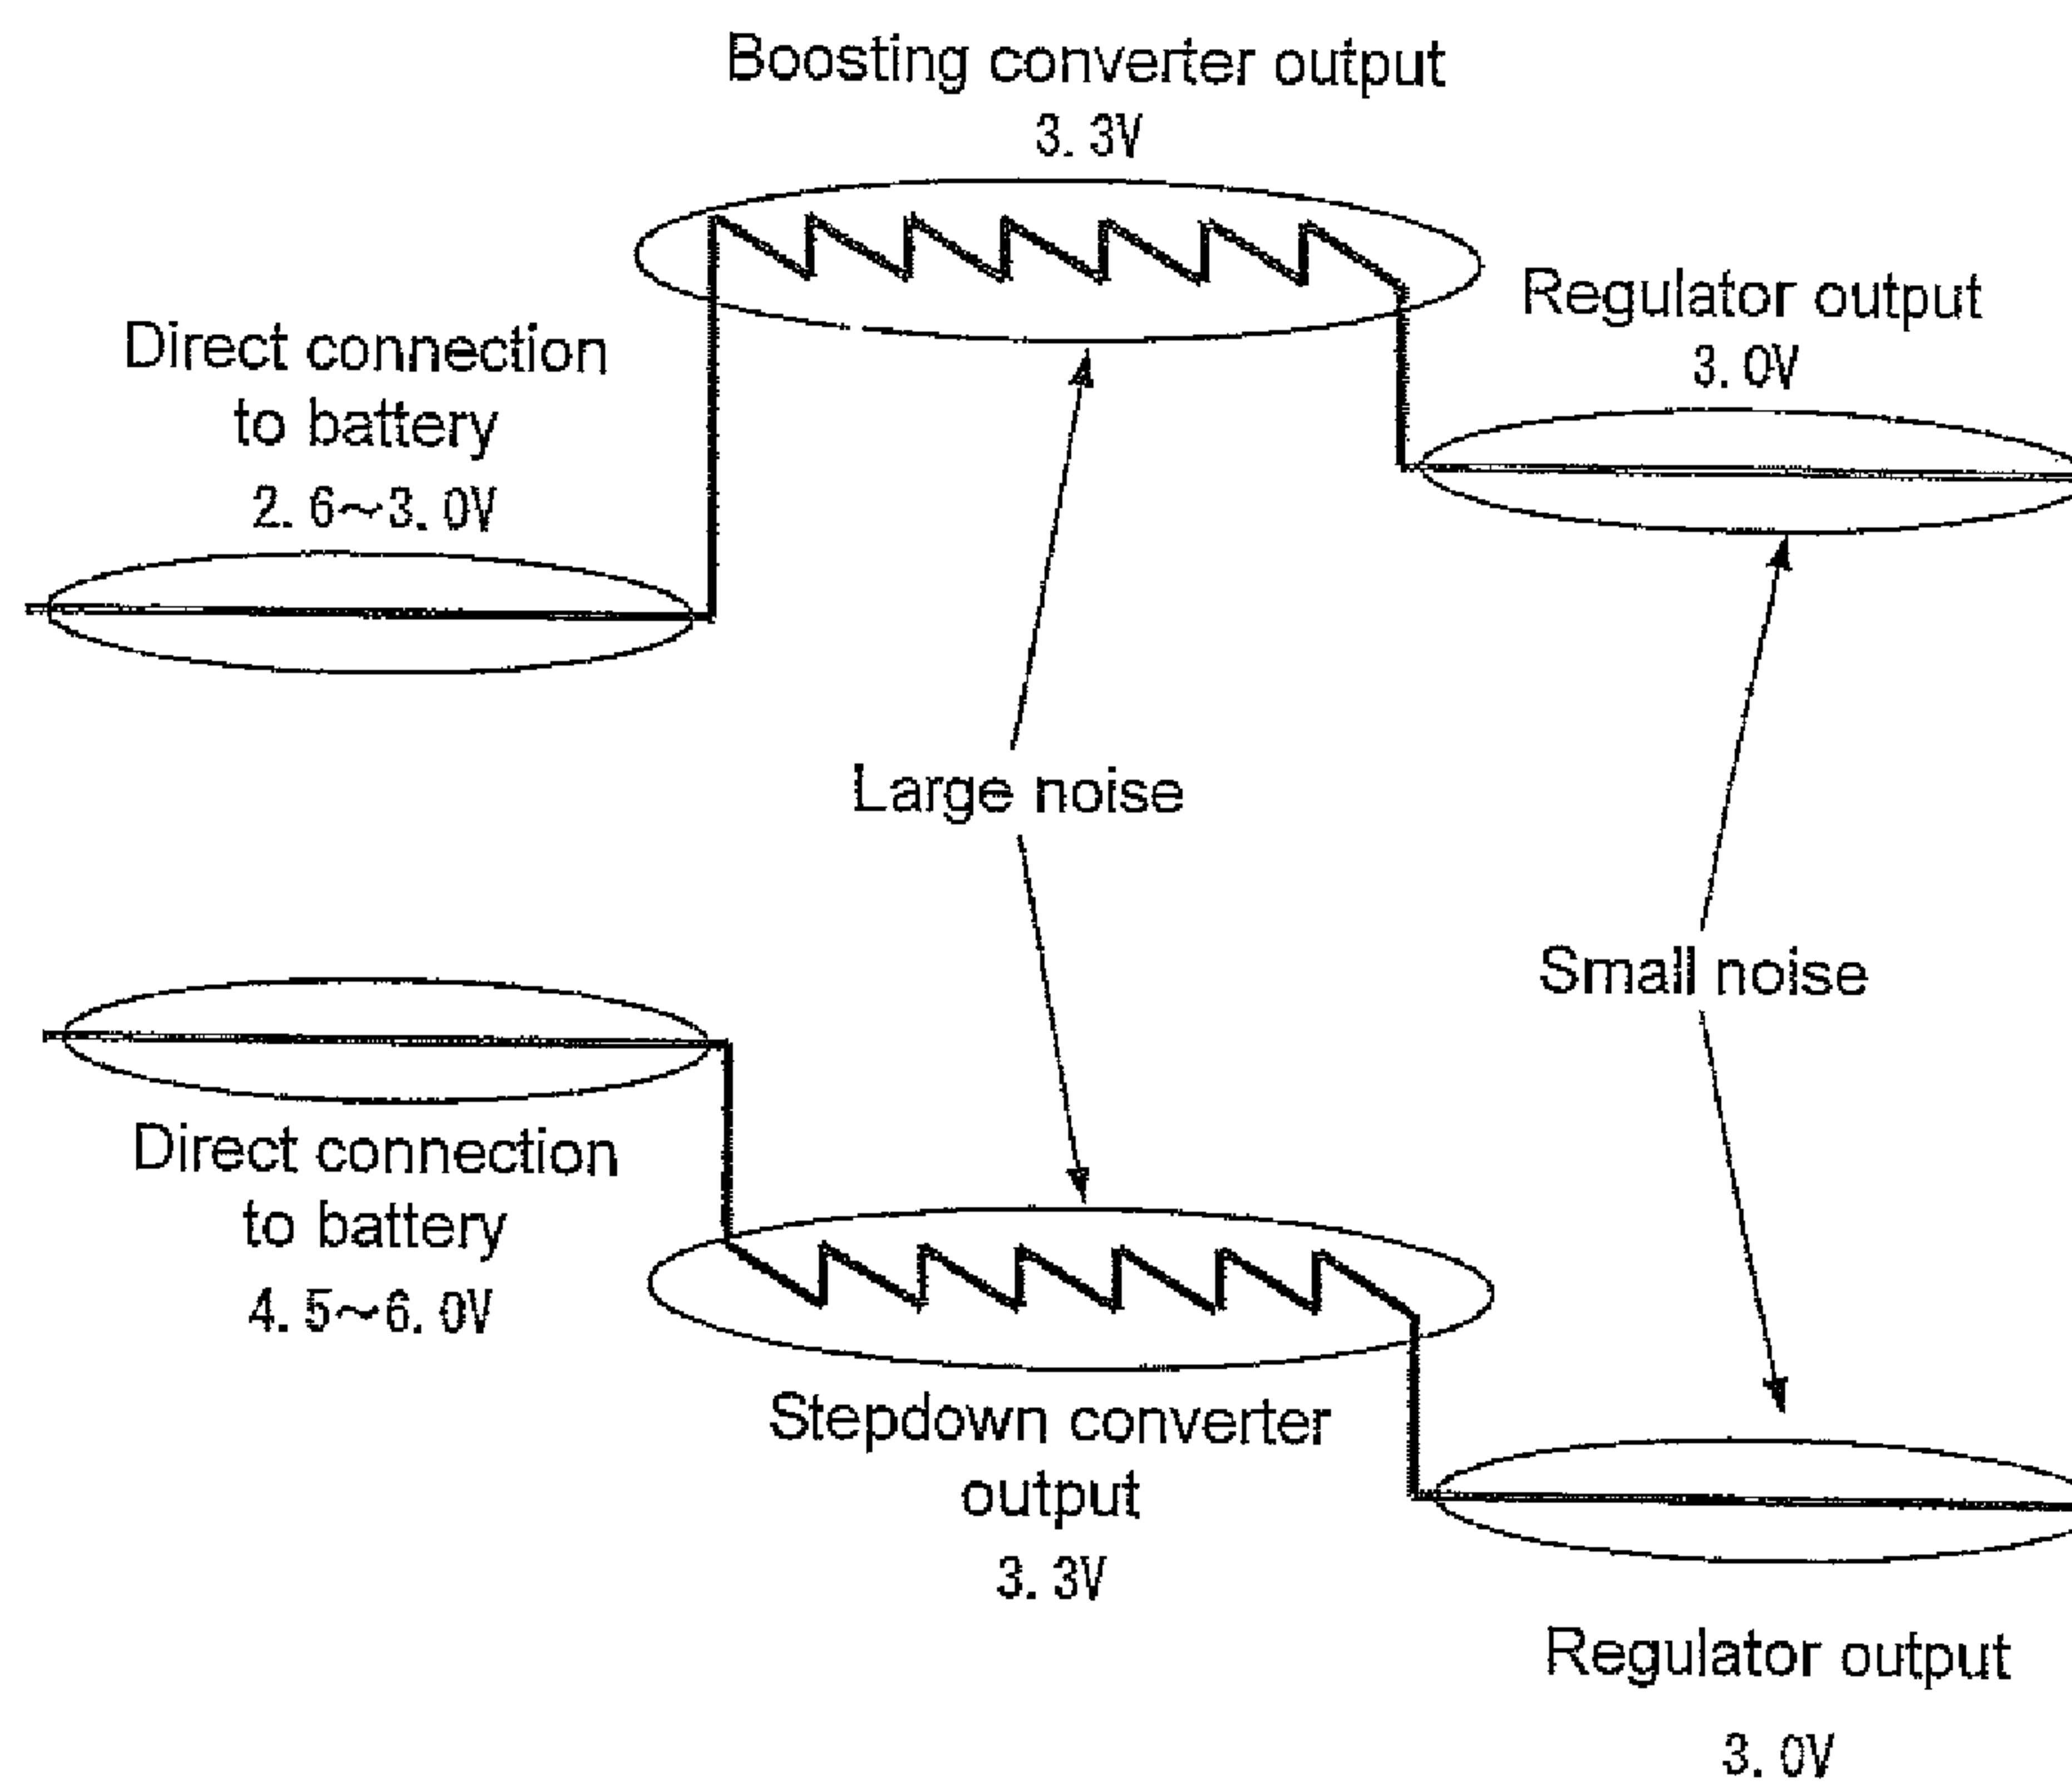 Boosting converter output
3.3V
Direct connection
to battery
2.6～3.0V
Regulator output
3.0V
Large noise
Small noise
Direct connection
to battery
4.5～6.0V
Stepdown converter
output
3.3V
Regulator output
3.0V